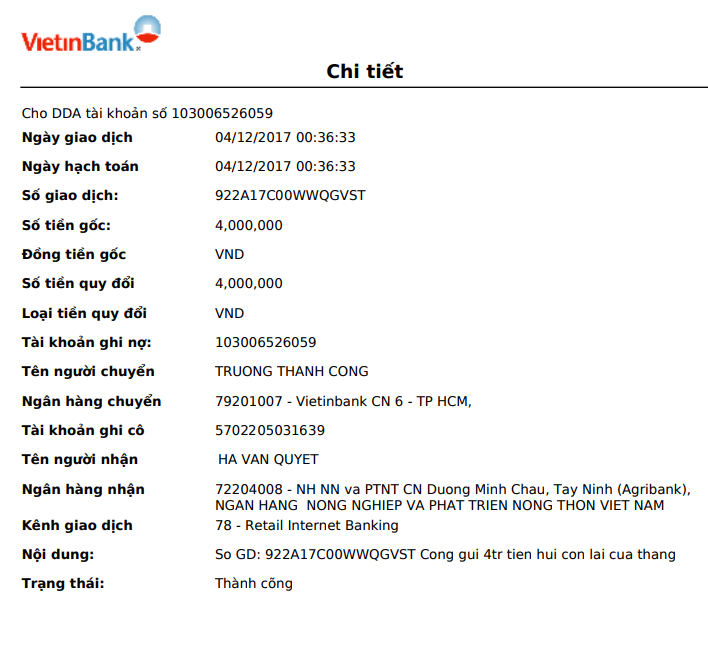 VietinBank
Chi tiết
Cho DDA tài khoản số 103006526059
Ngày giao dịch 04/12/2017 00:36:33
Ngày hạch toán 04/12/2017 00:36:33
Số giao dịch: 922A17C00WWQGVST
Số tiền gốc: 4,000,000
Đồng tiền gốc VND
Số tiền quy đổi 4,000,000
Loại tiền quy đổi VND
Tài khoản ghi nợ: 103006526059
Tên người chuyển TRUONG THANH CONG
Ngân hàng chuyển 79201007 - Vietinbank CN 6 - TP HCM,
Tài khoản ghi cô 5702205031639
Tên người nhận HA VAN QUYET
Ngân hàng nhận 72204008 - NH NN va PTNT CN Duong Minh Chau, Tay Ninh (Agribank),
NGAN HANG NONG NGHIEP VA PHAT TRIEN NONG THON VIET NAM
Kênh giao dịch 78 - Retail Internet Banking
Nội dung: So GD: 922A17C00WWQGVST Cong gui 4tr tien hui con lai cua thang
Trạng thái: Thành cõng